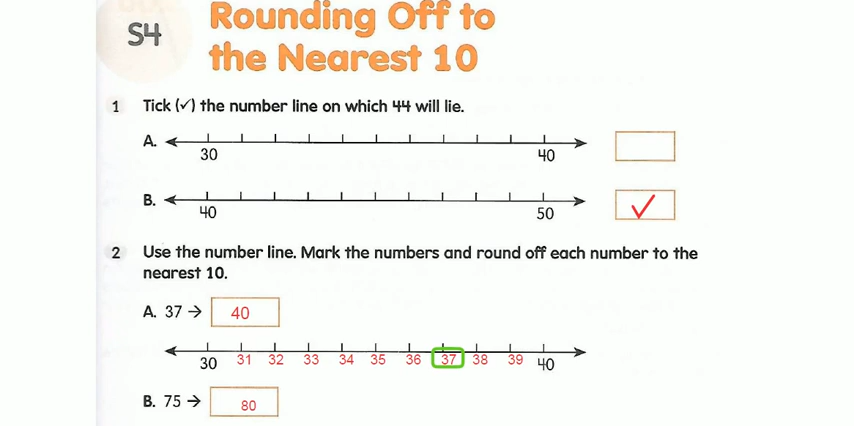 S4
Rounding Off to
the Nearest 10
1 Tick (✓) the number line on which 44 will lie.
A.
30 40
B.
40 50
✓
2 Use the number line. Mark the numbers and round off each number to the
nearest 10.
A. 37 → 40
30 31 32 33 34 35 36 37 38 39 40
B. 75 → 80